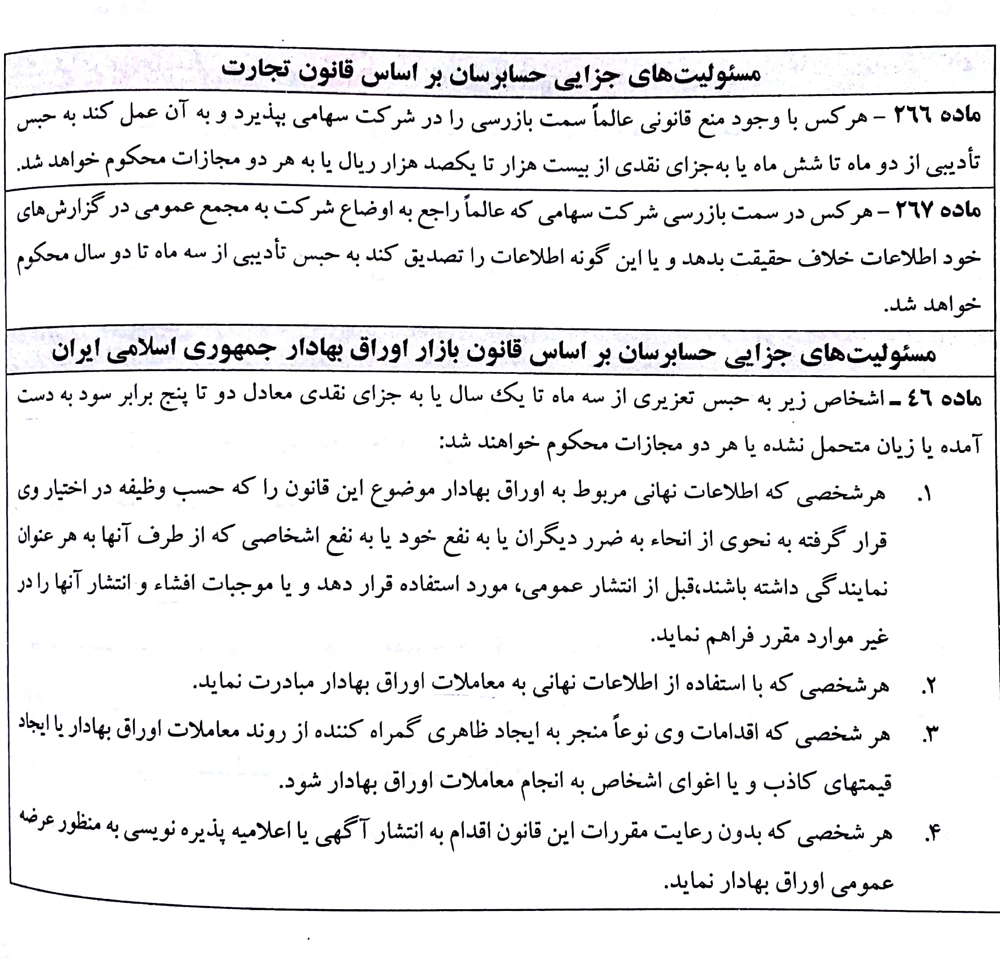 مسئولیت‌های جزایی حسابرسان بر اساس قانون تجارت
ماده ٢٦٦ - هر کس با وجود منع قانونی عالماً سمت بازرسی را در شرکت سهامی بپذیرد و به آن عمل کند به حبس
تأدیبی از دو ماه تا شش ماه یا به‌جزای نقدی از بیست هزار تا یکصد هزار ریال یا به هر دو مجازات محکوم خواهد شد.
ماده ٢٦٧ - هر کس در سمت بازرسی شرکت سهامی که عالماً راجع به اوضاع شرکت به مجمع عمومی در گزارش‌های
خود اطلاعات خلاف حقیقت بدهد و یا این گونه اطلاعات را تصدیق کند به حبس تأدیبی از سه ماه تا دو سال محکوم
خواهد شد.
مسئولیت‌های جزایی حسابرسان بر اساس قانون بازار اوراق بهادار جمهوری اسلامی ایران
ماده ٤٦ ـ اشخاص زیر به حبس تعزیری از سه ماه تا یک سال یا به جزای نقدی معادل دو تا پنج برابر سود به دست
آمده یا زیان متحمل نشده یا هر دو مجازات محکوم خواهند شد:
۱. هرشخصی که اطلاعات نهانی مربوط به اوراق بهادار موضوع این قانون را که حسب وظیفه در اختیار وی
قرار گرفته به نحوی از انحاء به ضرر دیگران یا به نفع خود یا به نفع اشخاصی که از طرف آنها به هر عنوان
نمایندگی داشته باشند،قبل از انتشار عمومی، مورد استفاده قرار دهد و یا موجبات افشاء و انتشار آنها را در
غیر موارد مقرر فراهم نماید.
۲. هرشخصی که با استفاده از اطلاعات نهانی به معاملات اوراق بهادار مبادرت نماید.
۳. هر شخصی که اقدامات وی نوعاً منجر به ایجاد ظاهری گمراه کننده از روند معاملات اوراق بهادار یا ایجاد
قیمتهای کاذب و یا اغوای اشخاص به انجام معاملات اوراق بهادار شود.
۴. هر شخصی که بدون رعایت مقررات این قانون اقدام به انتشار آگهی یا اعلامیه پذیره نویسی به منظور عرضه
عمومی اوراق بهادار نماید.